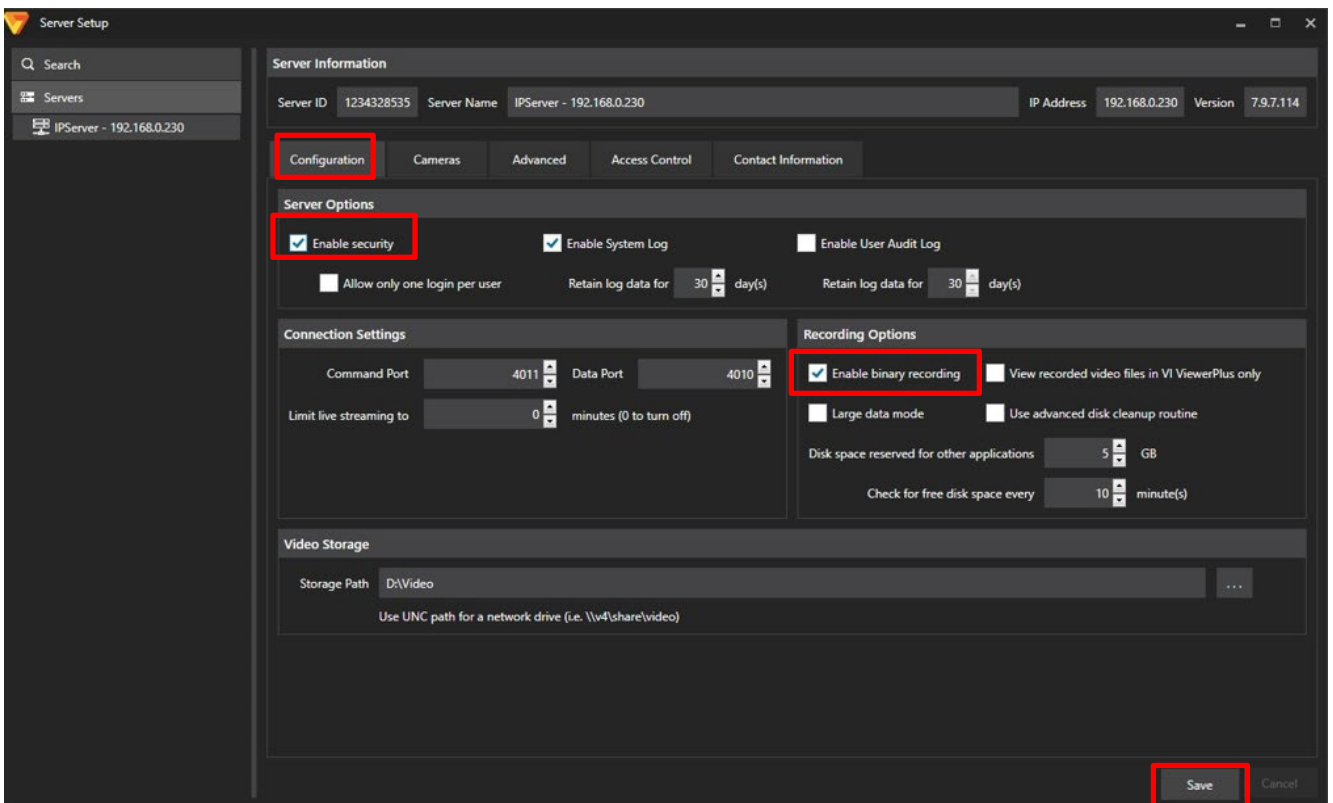 Server Setup
Search
Servers
IPServer - 192.168.0.230
Server Information
Server ID 1234328535 Server Name IPServer - 192.168.0.230 IP Address 192.168.0.230 Version 7.9.7.114
Configuration Cameras Advanced Access Control Contact Information
Server Options
Enable security Enable System Log Enable User Audit Log
Allow only one login per user Retain log data for 30 day(s) Retain log data for 30 day(s)
Connection Settings
Command Port 4011 Data Port 4010
Limit live streaming to 0 minutes (0 to turn off)
Recording Options
Enable binary recording View recorded video files in VI ViewerPlus only
Large data mode Use advanced disk cleanup routine
Disk space reserved for other applications 5 GB
Check for free disk space every 10 minute(s)
Video Storage
Storage Path D:\Video ...
Use UNC path for a network drive (i.e. \\v4\share\video)
Save Cancel